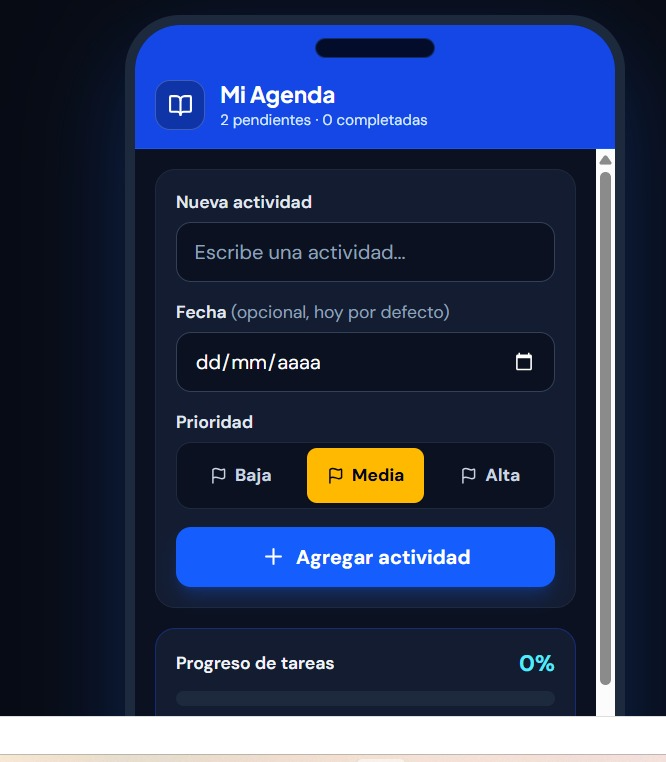 Mi Agenda
2 pendientes · 0 completadas
Nueva actividad
Escribe una actividad...
Fecha (opcional, hoy por defecto)
dd/mm/aaaa
Prioridad
Baja Media Alta
Agregar actividad
Progreso de tareas 0%